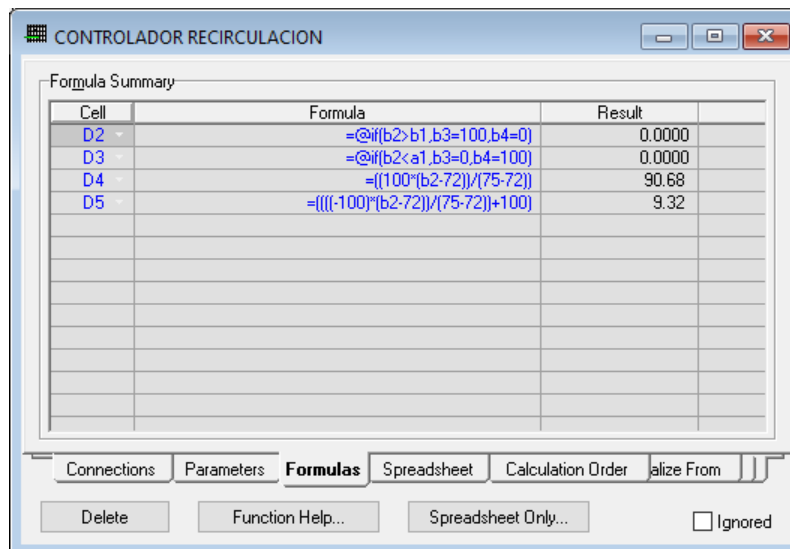 CONTROLADOR RECIRCULACION
Formula Summary
Cell Formula Result
D2 =@if(b2>b1,b3=100,b4=0) 0.0000
D3 =@if(b2<a1,b3=0,b4=100) 0.0000
D4 =((100*(b2-72))/(75-72)) 90.68
D5 =((((-100)*(b2-72))/(75-72))+100) 9.32
Connections Parameters Formulas Spreadsheet Calculation Order alize From
Delete Function Help... Spreadsheet Only... Ignored